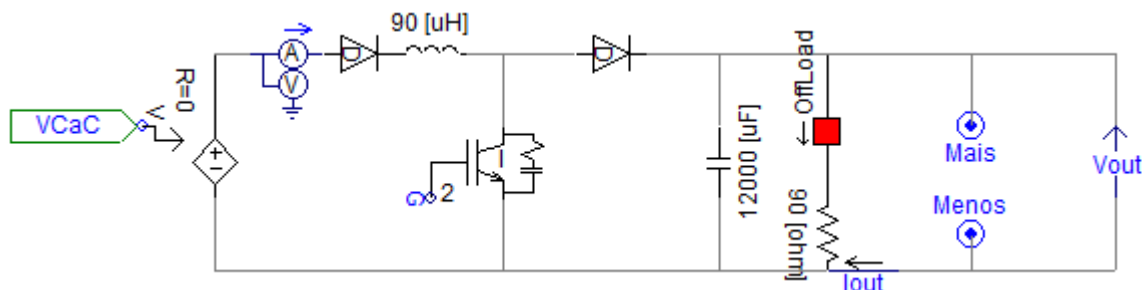 90 [uH]
A
V
D
D
R=0
VCaC
+
-
I
G
2
12000 [uF]
OffLoad
90 [ohm]
Mais
Menos
Vout
Iout